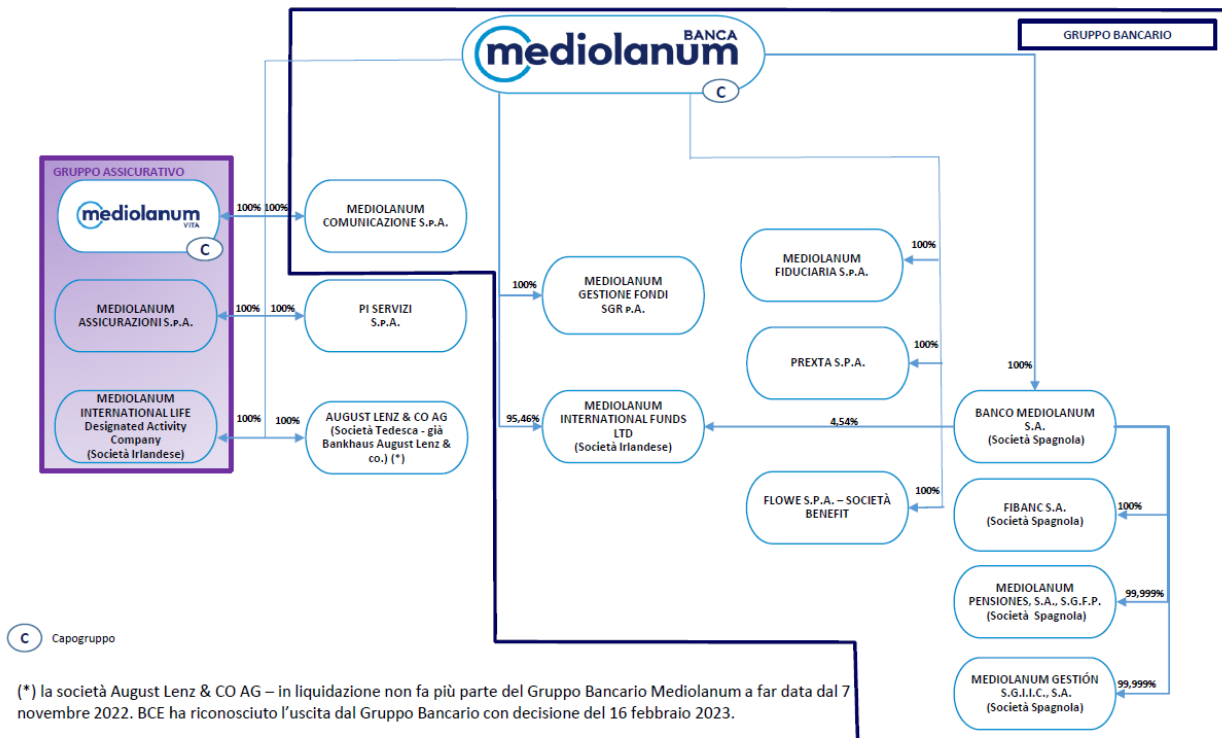 BANCA
mediolanum
C
GRUPPO BANCARIO
GRUPPO ASSICURATIVO
mediolanum
VITA
C
100%
100%
MEDIOLANUM
COMUNICAZIONE S.P.A.
MEDIOLANUM
ASSICURAZIONI S.P.A.
100%
100%
PI SERVIZI
S.P.A.
MEDIOLANUM
INTERNATIONAL LIFE
Designated Activity
Company
(Società Irlandese)
100%
100%
AUGUST LENZ & CO AG
(Società Tedesca - già
Bankhaus August Lenz &
co.) (*)
100%
MEDIOLANUM
GESTIONE FONDI
SGR P.A.
95,46%
MEDIOLANUM
INTERNATIONAL FUNDS
LTD
(Società Irlandese)
4,54%
MEDIOLANUM
FIDUCIARIA S.P.A.
100%
PREXTA S.P.A.
100%
FLOWE S.P.A. – SOCIETÀ
BENEFIT
100%
100%
BANCO MEDIOLANUM
S.A.
(Società Spagnola)
FIBANC S.A.
(Società Spagnola)
100%
MEDIOLANUM
PENSIONES, S.A., S.G.F.P.
(Società Spagnola)
99,999%
MEDIOLANUM GESTIÓN
S.G.I.I.C., S.A.
(Società Spagnola)
99,999%
C
Capogruppo
(*) la società August Lenz & CO AG – in liquidazione non fa più parte del Gruppo Bancario Mediolanum a far data dal 7
novembre 2022. BCE ha riconosciuto l'uscita dal Gruppo Bancario con decisione del 16 febbraio 2023.